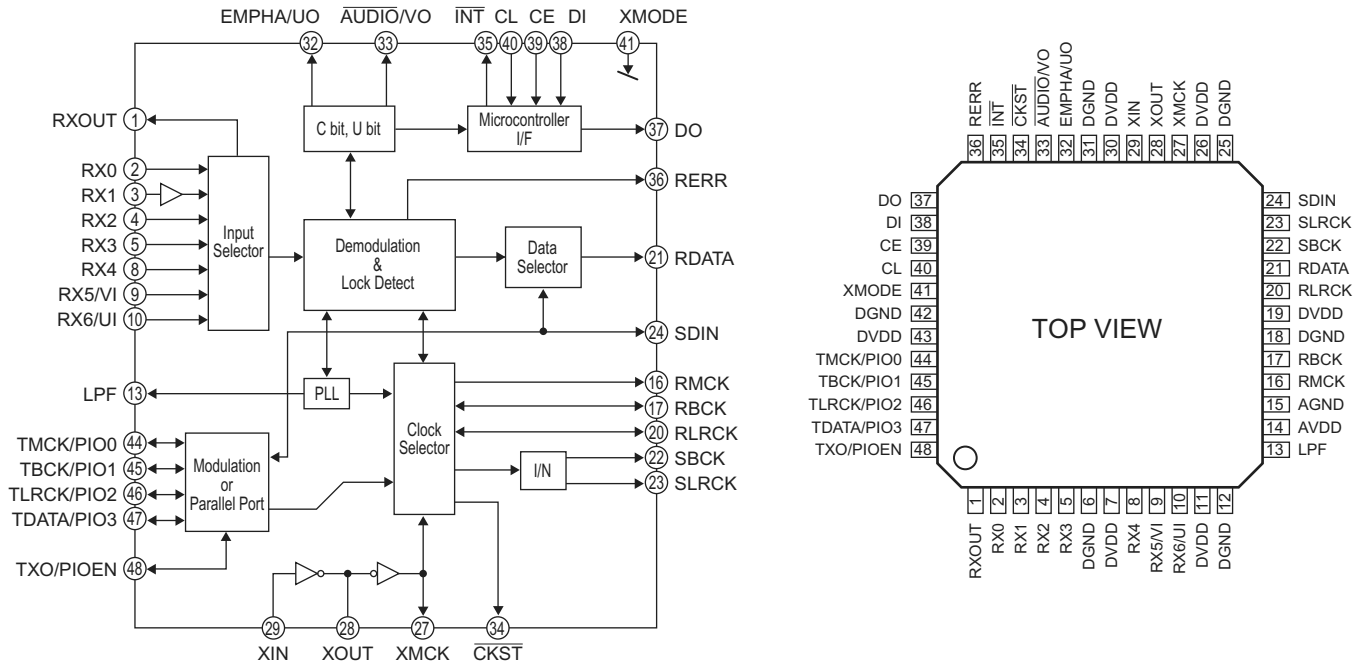 EMPHA/UO AUDIO/VO INT CL CE DI XMODE
32 33 35 40 39 38 41
RXOUT 1
C bit, U bit
Microcontroller
I/F
37 DO
RX0 2
RX1 3
RX2 4
RX3 5
RX4 8
RX5/VI 9
RX6/UI 10
Input
Selector
36 RERR
Demodulation
&
Lock Detect
Data
Selector
21 RDATA
24 SDIN
LPF 13
PLL
Clock
Selector
16 RMCK
17 RBCK
20 RLRCK
I/N
22 SBCK
23 SLRCK
TMCK/PIO0 44
TBCK/PIO1 45
TLRCK/PIO2 46
TDATA/PIO3 47
Modulation
or
Parallel Port
TXO/PIOEN 48
29 28 27 34
XIN XOUT XMCK CKST
RERR INT CKST AUDIO/VO EMPHA/UO DGND DVDD XIN XOUT XMCK DVDD DGND
36 35 34 33 32 31 30 29 28 27 26 25
DO 37
DI 38
CE 39
CL 40
XMODE 41
DGND 42
DVDD 43
TMCK/PIO0 44
TBCK/PIO1 45
TLRCK/PIO2 46
TDATA/PIO3 47
TXO/PIOEN 48
TOP VIEW
24 SDIN
23 SLRCK
22 SBCK
21 RDATA
20 RLRCK
19 DVDD
18 DGND
17 RBCK
16 RMCK
15 AGND
14 AVDD
13 LPF
1 2 3 4 5 6 7 8 9 10 11 12
RXOUT RX0 RX1 RX2 RX3 DGND DVDD RX4 RX5/VI RX6/UI DVDD DGND